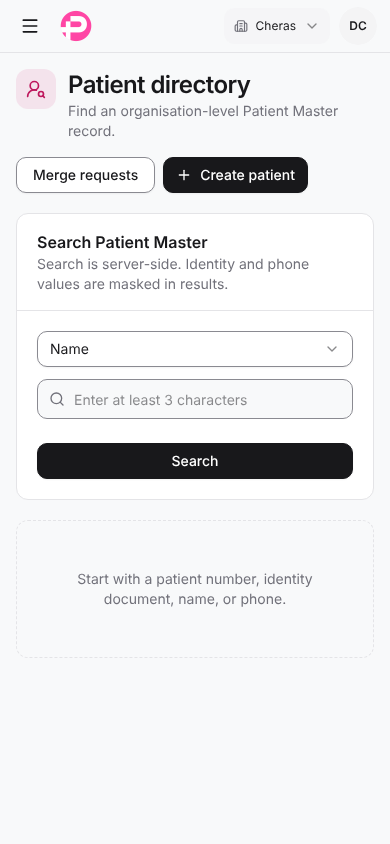 Cheras
DC
Patient directory
Find an organisation-level Patient Master
record.
Merge requests
Create patient
Search Patient Master
Search is server-side. Identity and phone
values are masked in results.
Name
Enter at least 3 characters
Search
Start with a patient number, identity
document, name, or phone.